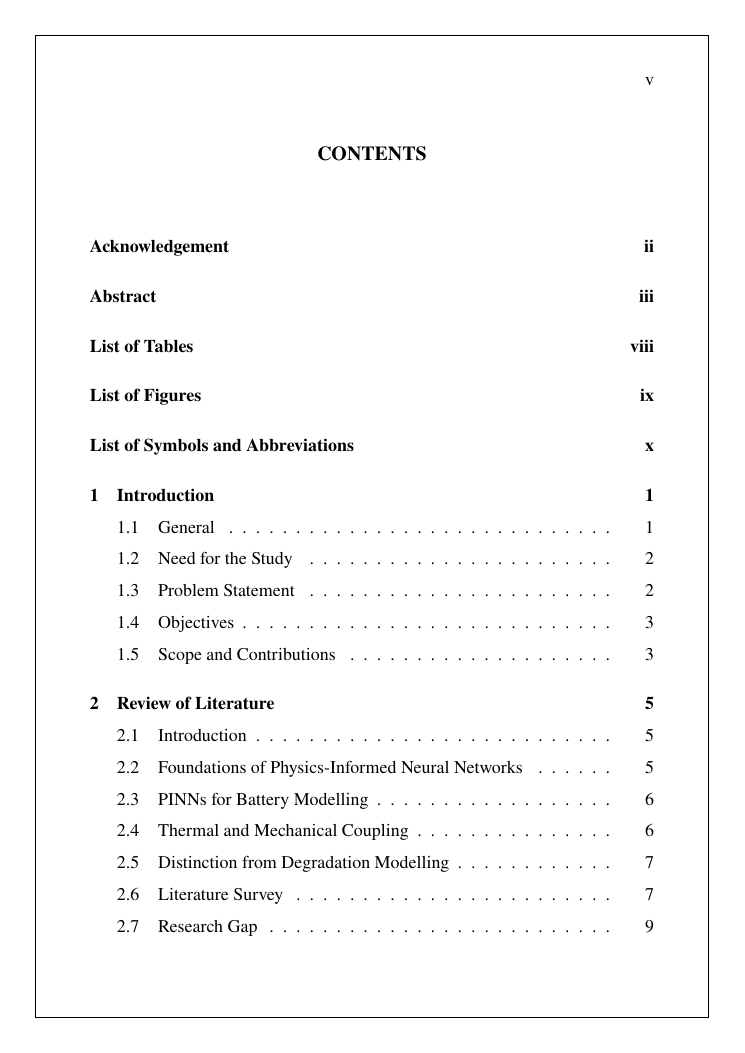 v
CONTENTS
Acknowledgement ii
Abstract iii
List of Tables viii
List of Figures ix
List of Symbols and Abbreviations x
1 Introduction 1
1.1 General . . . . . . . . . . . . . . . . . . . . . . . . . . . . . 1
1.2 Need for the Study . . . . . . . . . . . . . . . . . . . . . . . 2
1.3 Problem Statement . . . . . . . . . . . . . . . . . . . . . . . 2
1.4 Objectives . . . . . . . . . . . . . . . . . . . . . . . . . . . . 3
1.5 Scope and Contributions . . . . . . . . . . . . . . . . . . . . 3
2 Review of Literature 5
2.1 Introduction . . . . . . . . . . . . . . . . . . . . . . . . . . . 5
2.2 Foundations of Physics-Informed Neural Networks . . . . . . 5
2.3 PINNs for Battery Modelling . . . . . . . . . . . . . . . . . . 6
2.4 Thermal and Mechanical Coupling . . . . . . . . . . . . . . . 6
2.5 Distinction from Degradation Modelling . . . . . . . . . . . . 7
2.6 Literature Survey . . . . . . . . . . . . . . . . . . . . . . . . 7
2.7 Research Gap . . . . . . . . . . . . . . . . . . . . . . . . . . 9